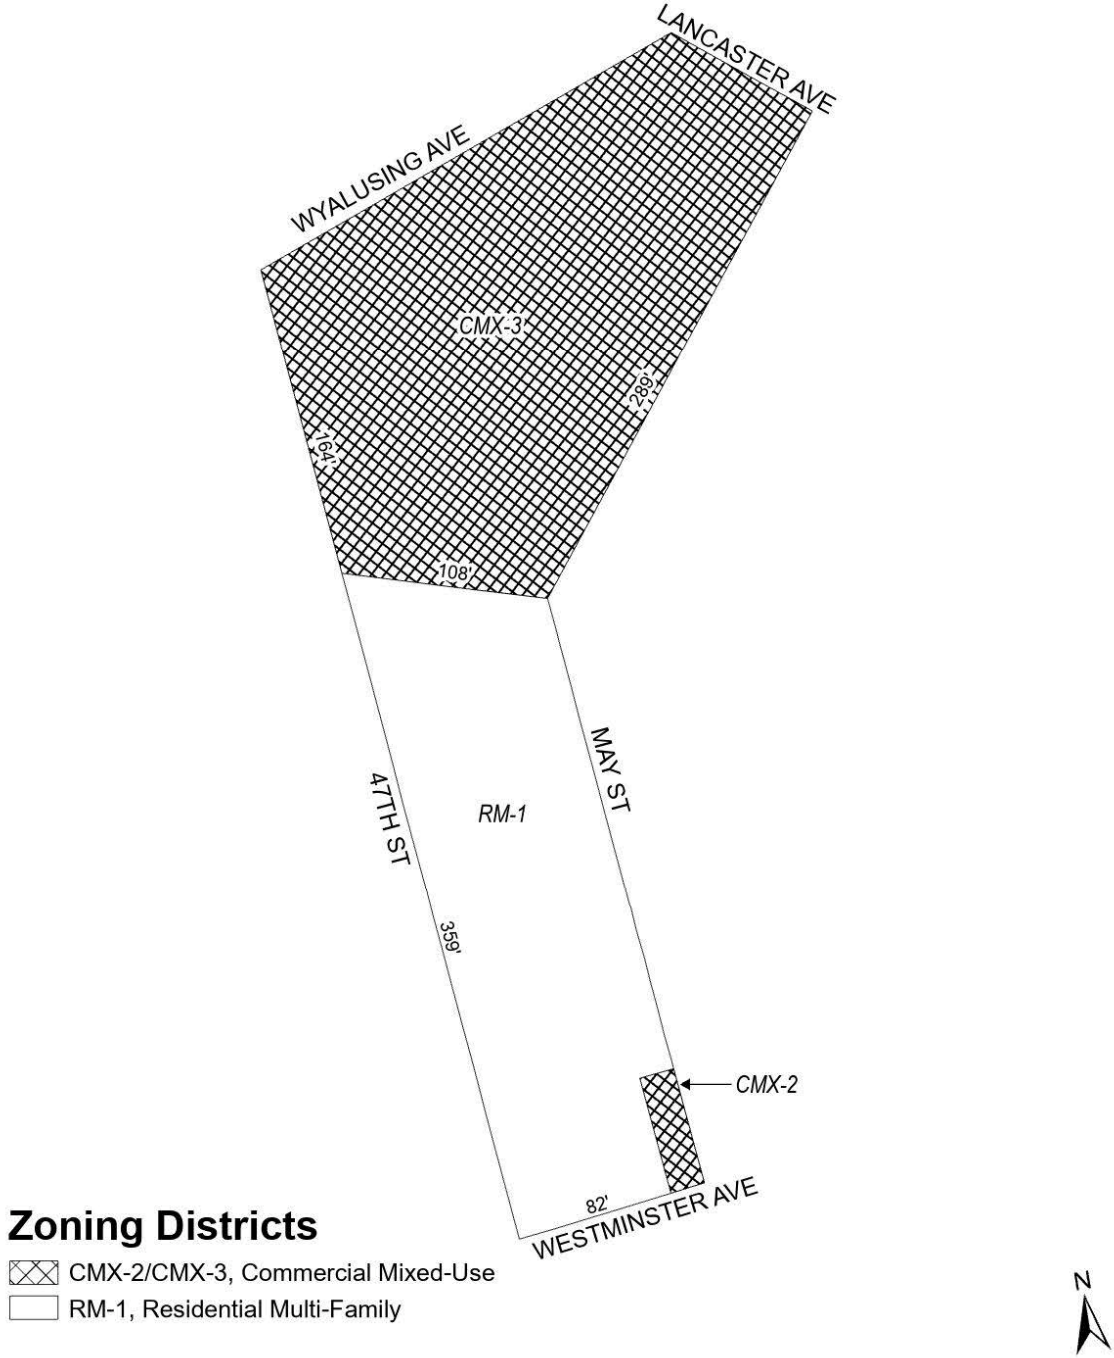 LANCASTER AVE
WYALUSING AVE
CMX-3
289'
164'
108'
MAY ST
47TH ST
RM-1
359'
CMX-2
82'
WESTMINSTER AVE
Zoning Districts
CMX-2/CMX-3, Commercial Mixed-Use
RM-1, Residential Multi-Family
N